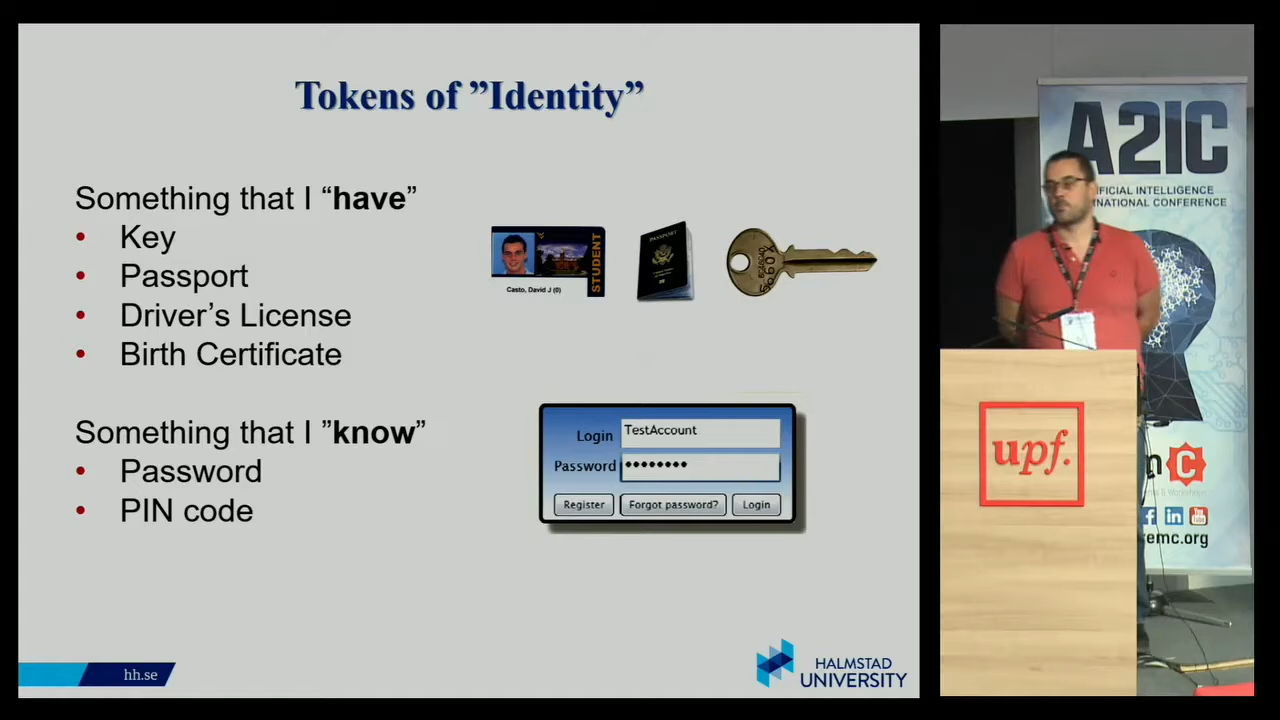 Tokens of ”Identity”
Something that I “have”
• Key
• Passport
• Driver’s License
• Birth Certificate
STUDENT
Casto, David J (0)
PASSPORT
Something that I ”know”
• Password
• PIN code
Login TestAccount
Password ••••••••
Register Forgot password? Login
hh.se
HALMSTAD
UNIVERSITY
A2IC
IFICIAL INTELLIGENCE
NATIONAL CONFERENCE
upf.
emc.org